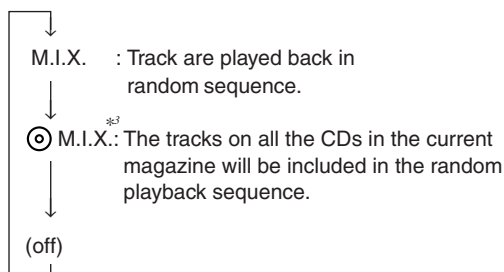 M.I.X. : Track are played back in
random sequence.
M.I.X.*3: The tracks on all the CDs in the current
magazine will be included in the random
playback sequence.
(off)